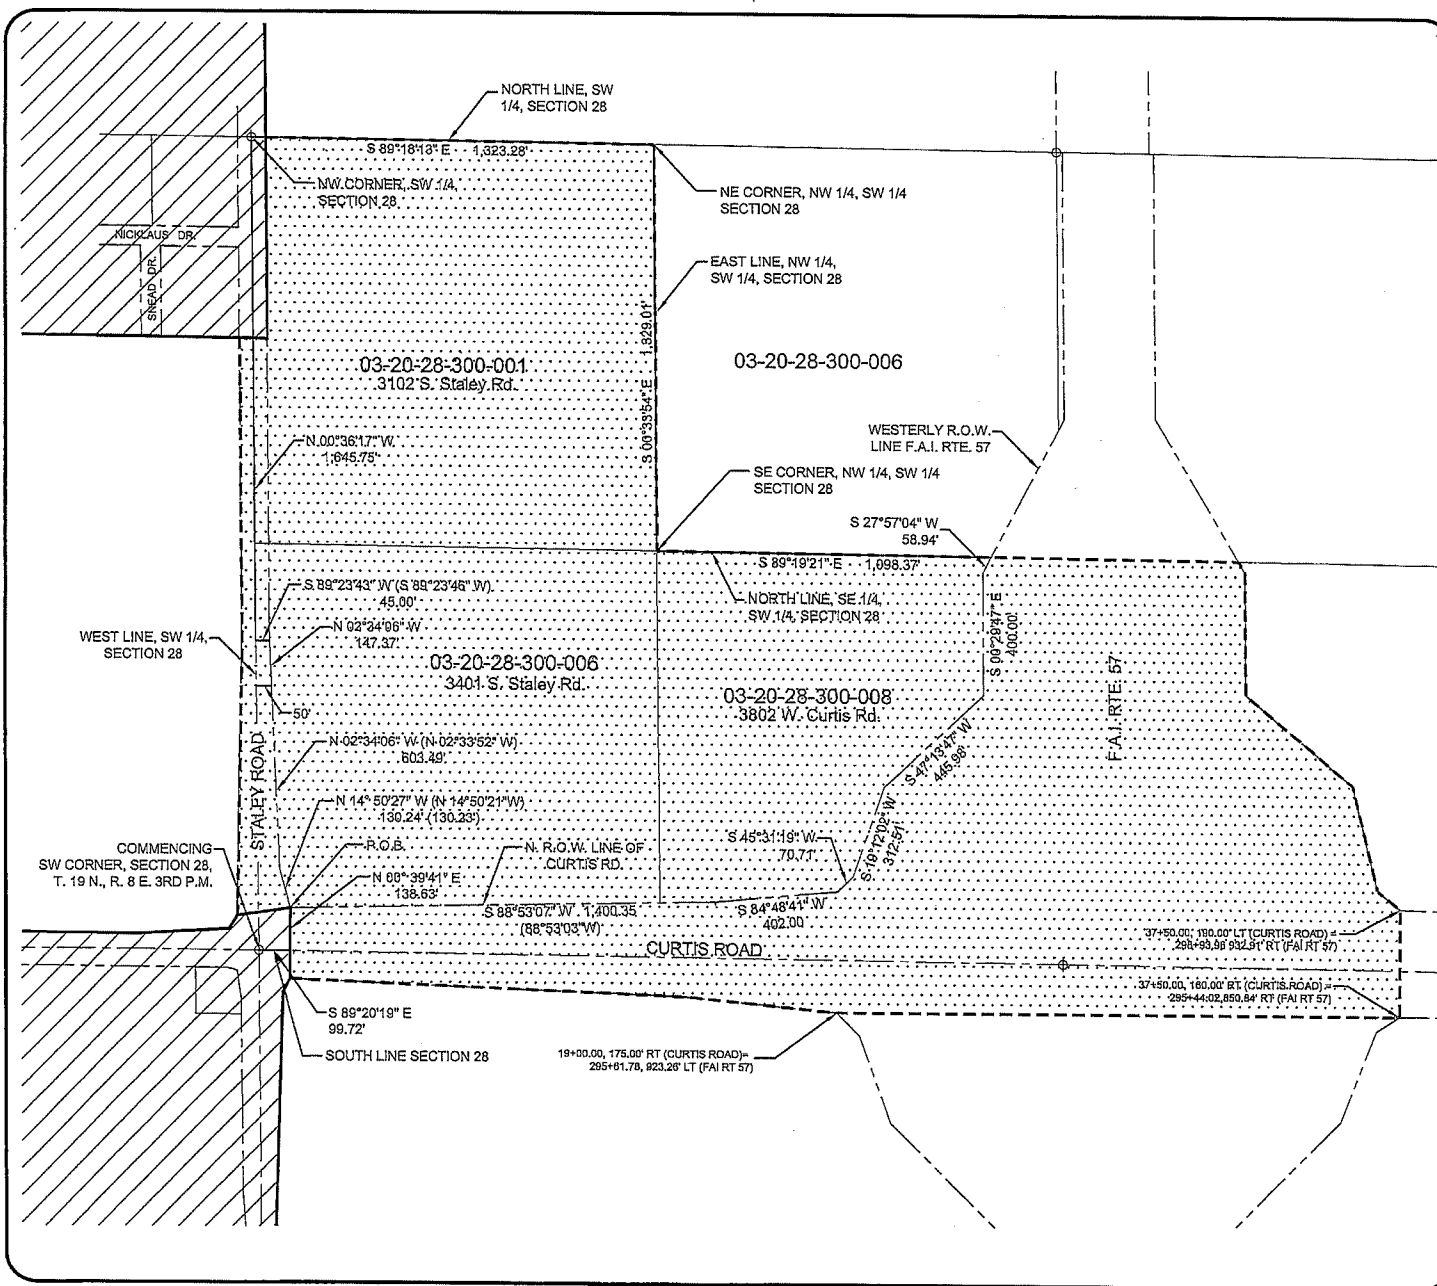 NORTH LINE, SW
1/4, SECTION 28
S 89°18'13" E 1,323.28'
NW CORNER, SW 1/4,
SECTION 28
NE CORNER, NW 1/4, SW 1/4
SECTION 28
NICKLAUS DR.
SNEAD DR.
EAST LINE, NW 1/4,
SW 1/4, SECTION 28
S 00°33'54" E 1,329.01'
03-20-28-300-001
3102 S. Staley Rd.
03-20-28-300-006
WESTERLY R.O.W.
LINE F.A.I. RTE. 57
N 00°36'17" W
1,645.75'
SE CORNER, NW 1/4, SW 1/4
SECTION 28
S 27°57'04" W
58.94'
S 89°19'21" E 1,098.37'
S 89°23'43" W (S 89°23'46" W)
45.00'
NORTH LINE, SE 1/4,
SW 1/4, SECTION 28
S 00°29'47" E
400.00'
N 02°34'06" W
147.37'
WEST LINE, SW 1/4,
SECTION 28
03-20-28-300-006
3401 S. Staley Rd.
03-20-28-300-008
3802 W. Curtis Rd.
F.A.I. RTE. 57
50'
N 02°34'06" W (N 02°33'52" W)
603.49'
STALEY ROAD
S 47°13'47" W
445.98'
N 14°50'27" W (N 14°50'21" W)
130.24' (130.23')
S 19°12'02" W
312.51'
S 45°31'19" W
70.71'
COMMENCING
SW CORNER, SECTION 28,
T. 19 N., R. 8 E. 3RD P.M.
P.O.B.
N. R.O.W. LINE OF
CURTIS RD.
N 00°39'41" E
138.63'
S 88°53'07" W 1,400.35
(88°53'03"W)
S 84°48'41" W
402.00
CURTIS ROAD
37+50.00, 190.00' LT (CURTIS ROAD) =
298+93.98 932.91' RT (FAI RT 57)
37+50.00, 160.00' RT (CURTIS ROAD) =
295+44.02,850.84' RT (FAI RT 57)
S 89°20'19" E
99.72'
SOUTH LINE SECTION 28
19+00.00, 175.00' RT (CURTIS ROAD)=
295+61.78, 923.26' LT (FAI RT 57)